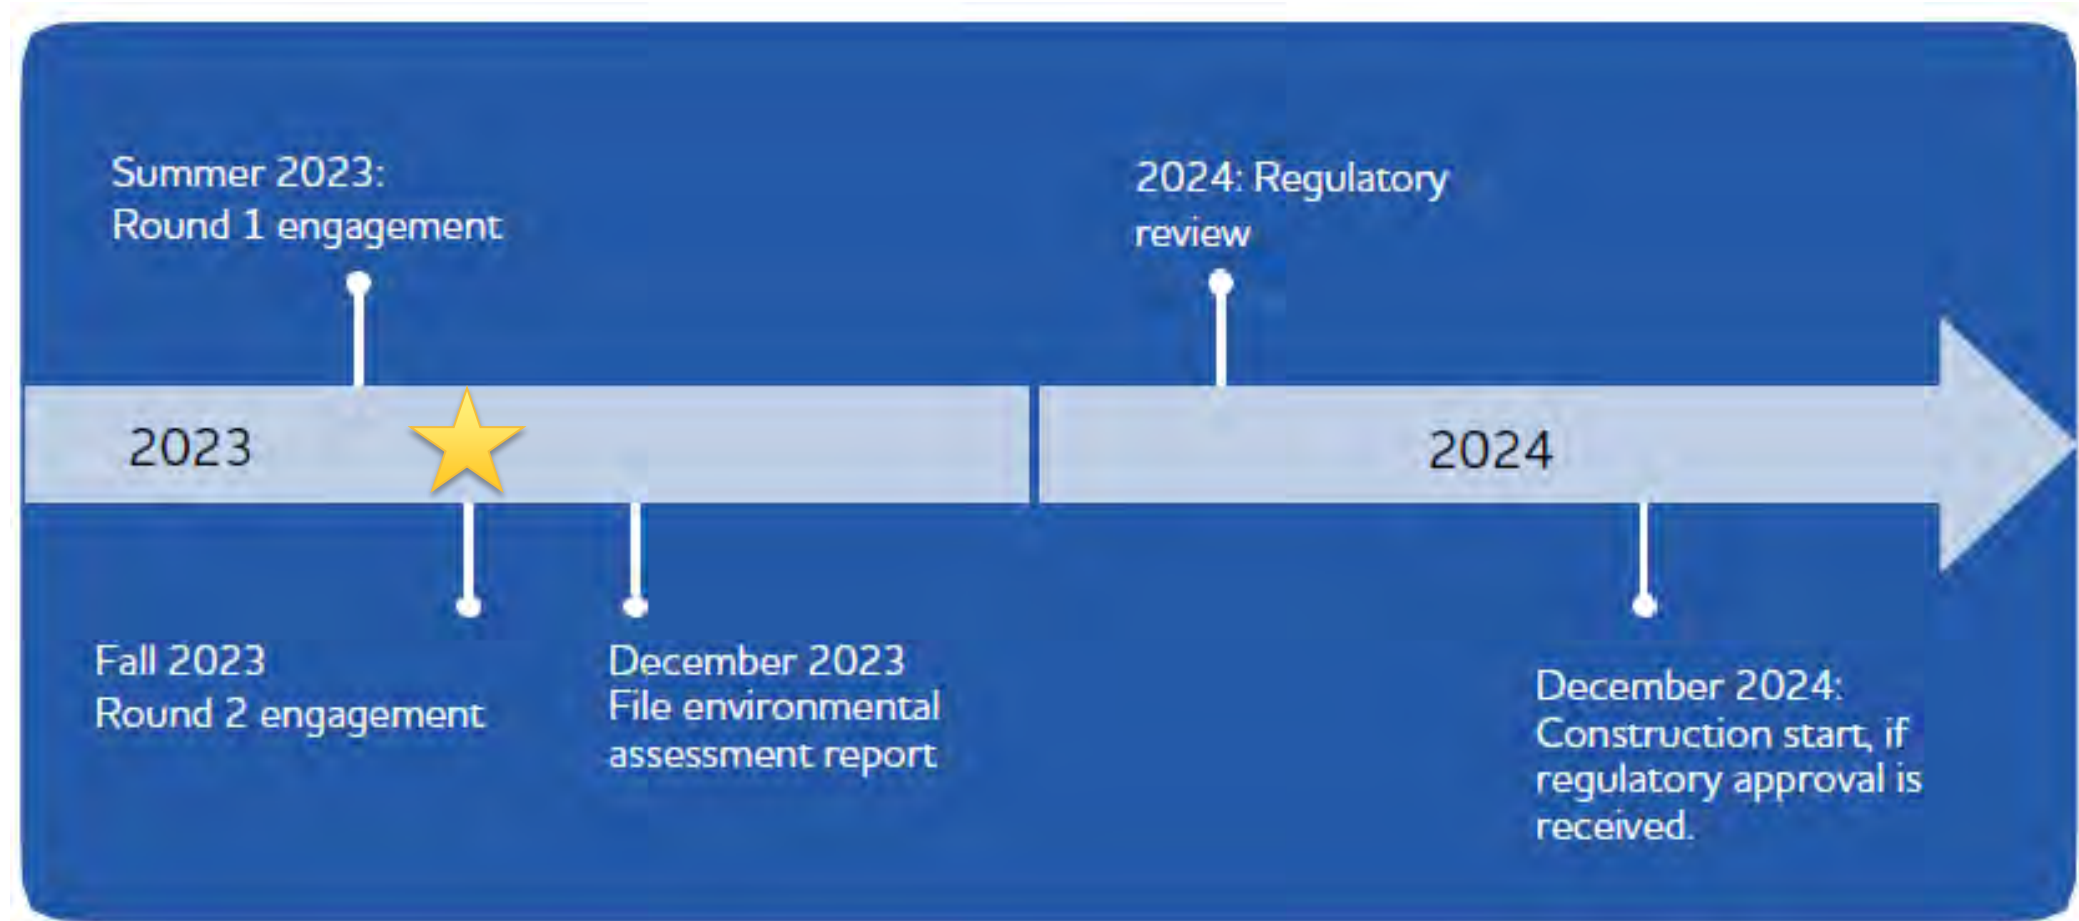 Summer 2023:
Round 1 engagement
2024: Regulatory
review
2023
2024
Fall 2023
Round 2 engagement
December 2023
File environmental
assessment report
December 2024:
Construction start, if
regulatory approval is
received.